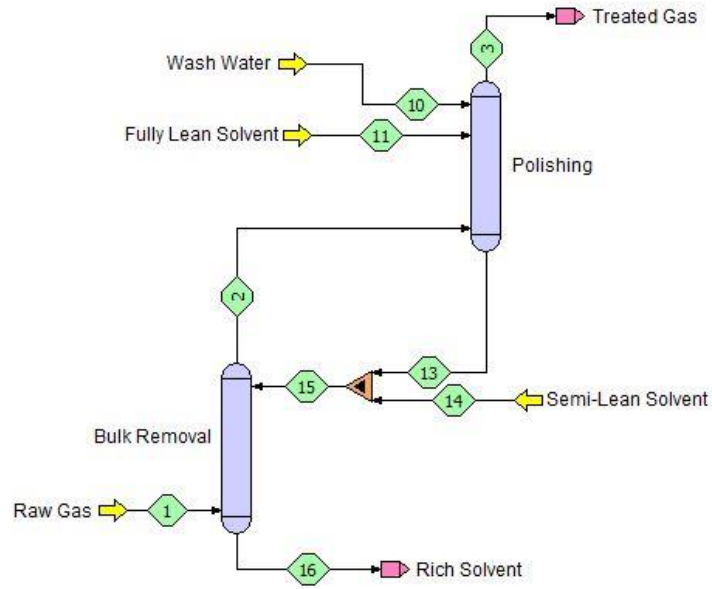 Treated Gas
3
Wash Water
10
Fully Lean Solvent
11
Polishing
2
13
15
14
Semi-Lean Solvent
Bulk Removal
Raw Gas
1
16
Rich Solvent